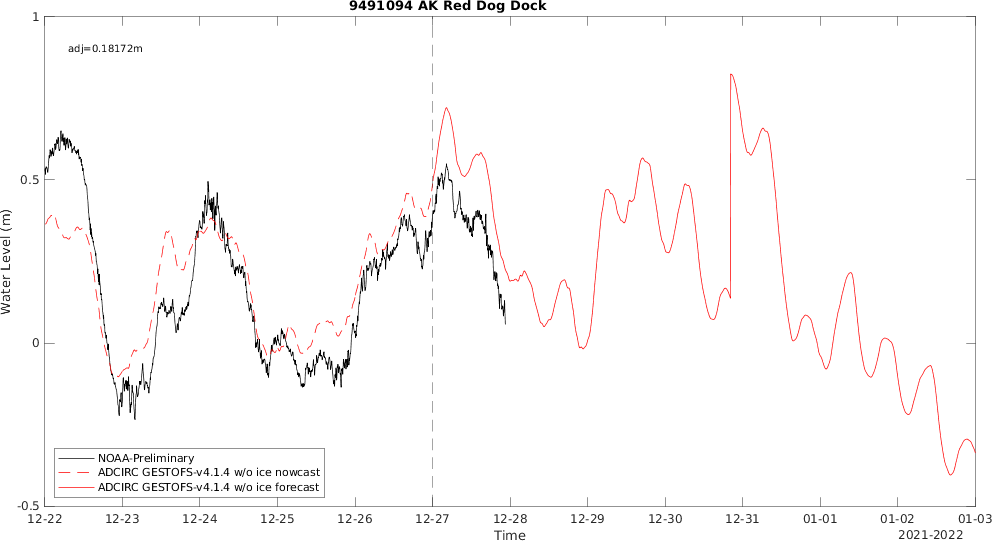 9491094 AK Red Dog Dock
adj=0.18172m
1
0.5
0
-0.5
Water Level (m)
NOAA-Preliminary
ADCIRC GESTOFS-v4.1.4 w/o ice nowcast
ADCIRC GESTOFS-v4.1.4 w/o ice forecast
12-22 12-23 12-24 12-25 12-26 12-27 12-28 12-29 12-30 12-31 01-01 01-02 01-03
Time
2021-2022